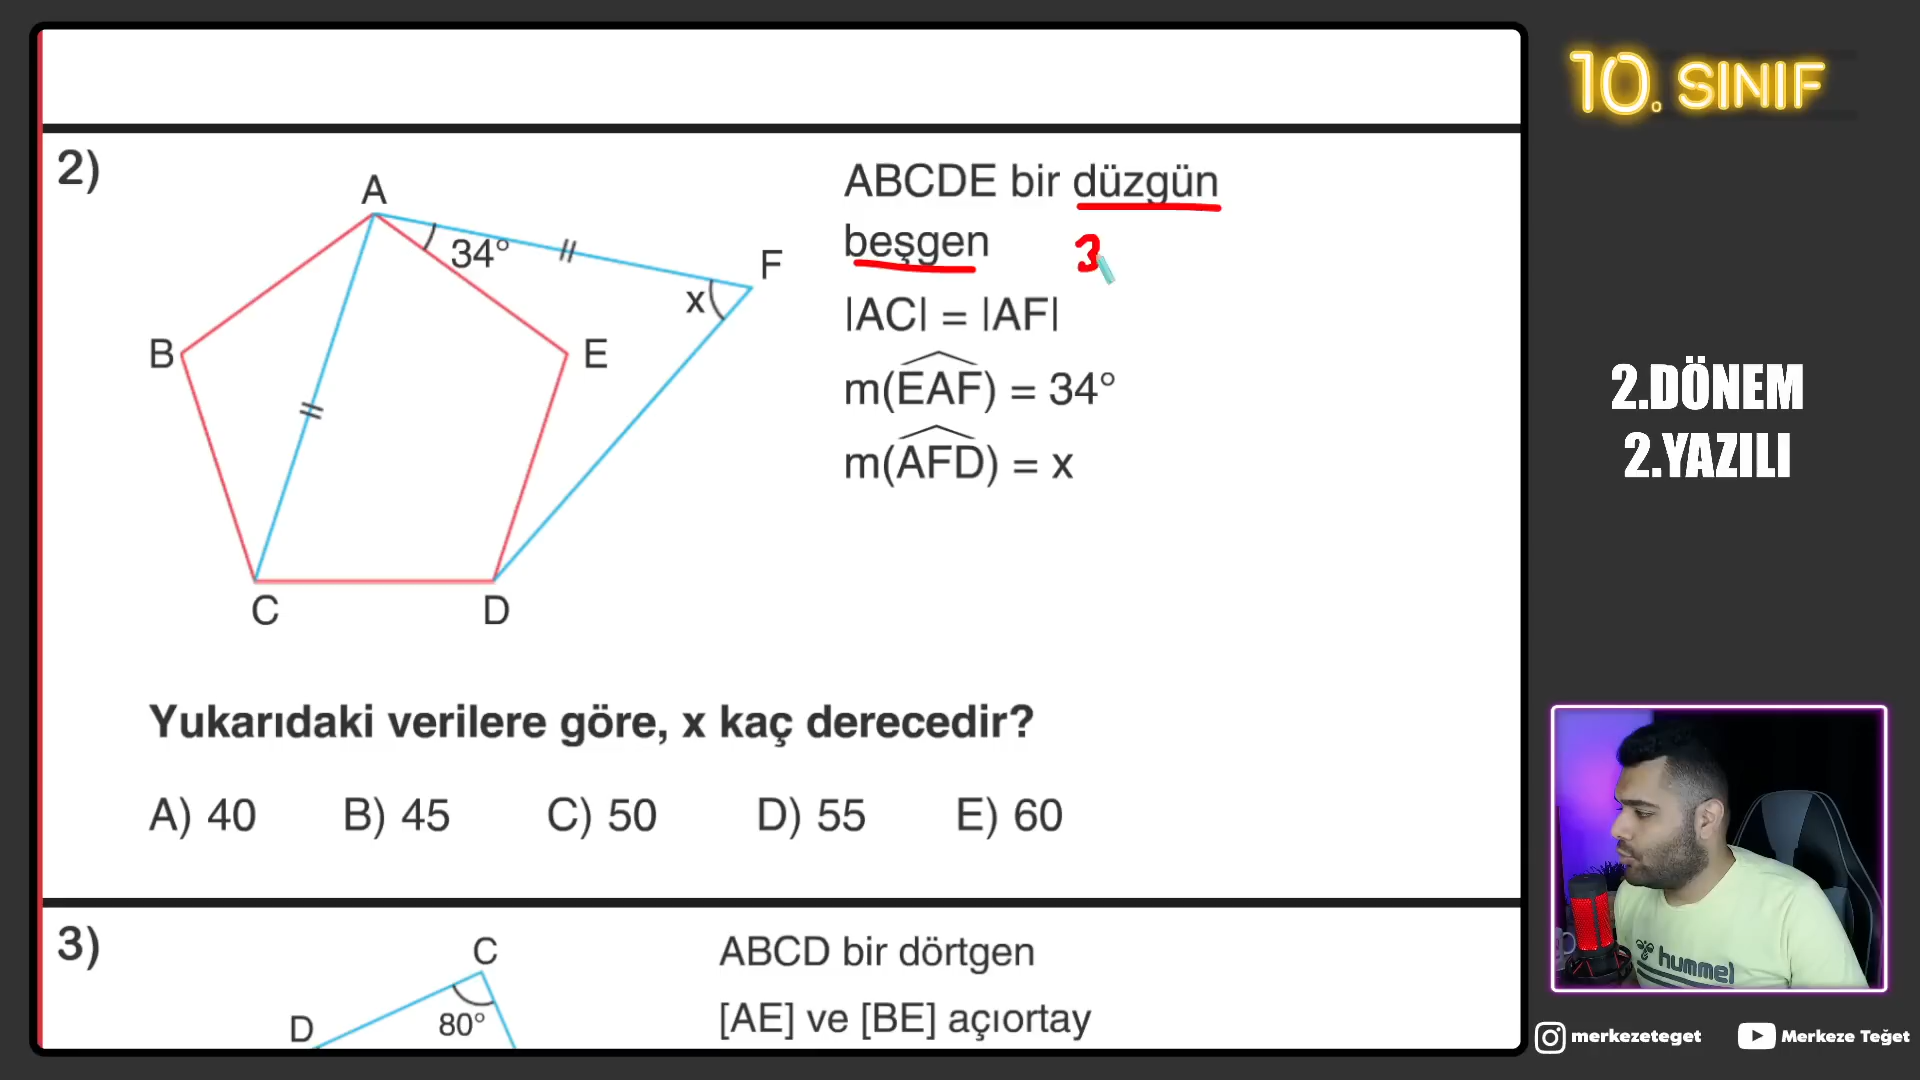 10. SINIF
2)
A
34°
F
x
B
E
C
D
ABCDE bir düzgün
beşgen
3
|AC| = |AF|
m(EAF) = 34°
m(AFD) = x
Yukarıdaki verilere göre, x kaç derecedir?
A) 40 B) 45 C) 50 D) 55 E) 60
3)
C
D
80°
ABCD bir dörtgen
[AE] ve [BE] açıortay
2.DÖNEM
2.YAZILI
hummel
merkezeteget
Merkeze Teğet